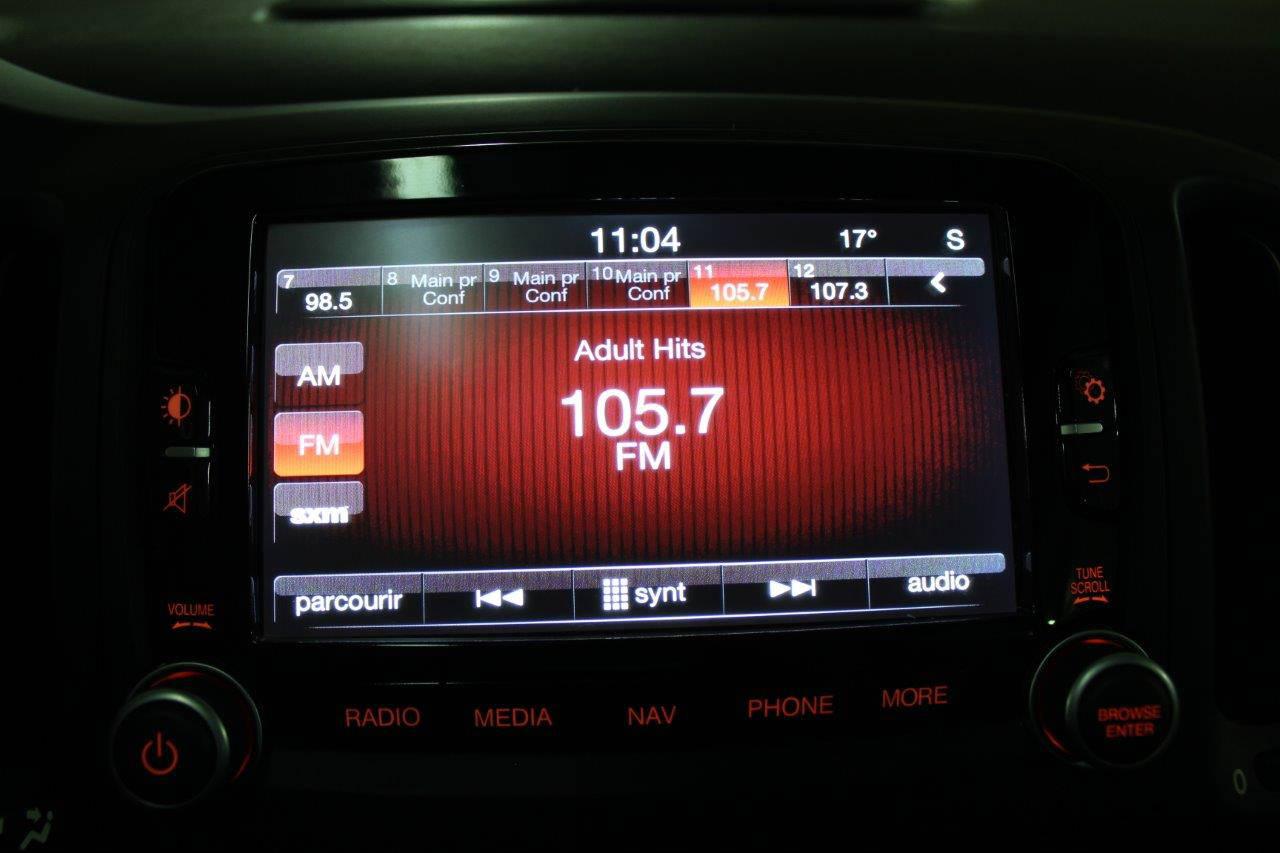 11:04 17° S
7 8 Main pr 9 Main pr 10 Main pr 11 12
98.5 Conf Conf Conf 105.7 107.3
Adult Hits
AM
105.7
FM
FM
sxm
parcourir synt audio
VOLUME
TUNE
SCROLL
RADIO MEDIA NAV PHONE MORE
BROWSE
ENTER
0